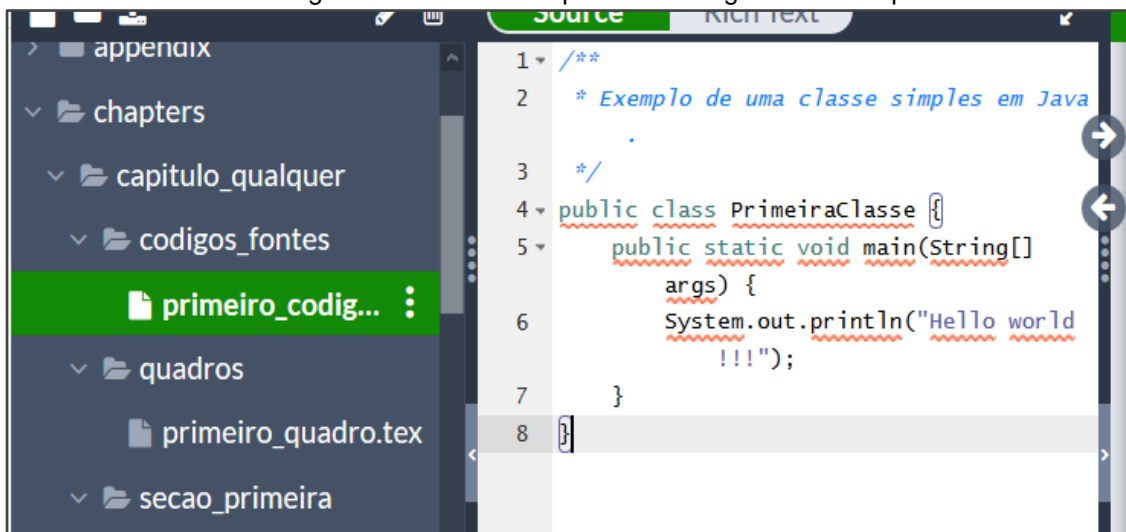 Source Rich Text
appendix
chapters
capitulo_qualquer
codigos_fontes
primeiro_codig...
quadros
primeiro_quadro.tex
secao_primeira
1 /**
2 * Exemplo de uma classe simples em Java
.
3 */
4 public class PrimeiraClasse {
5 public static void main(String[]
args) {
6 System.out.println("Hello world
!!!");
7 }
8 }